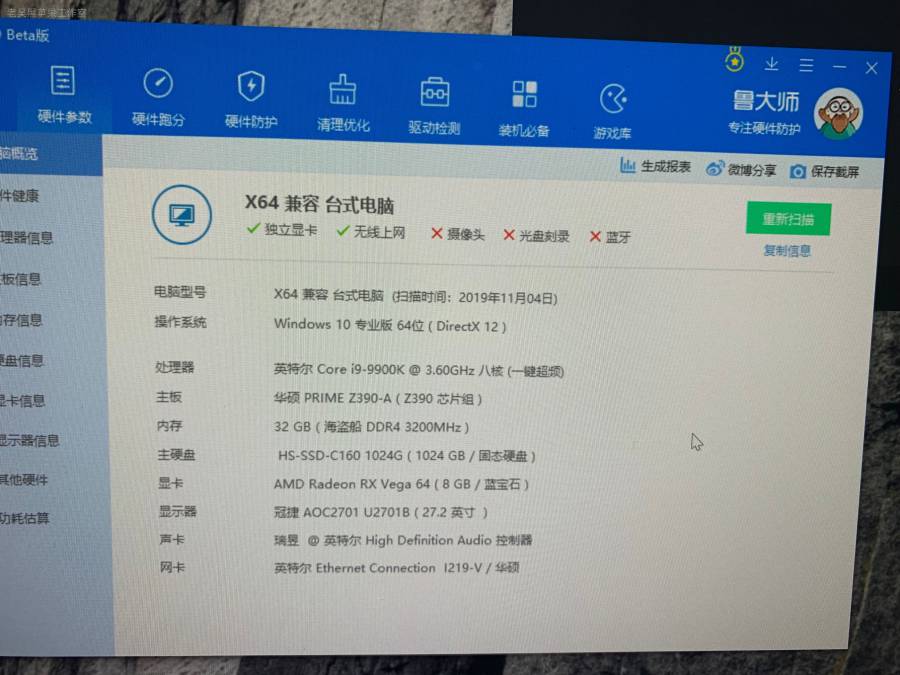 Beta版
硬件参数 硬件跑分 硬件防护 清理优化 驱动检测 装机必备 游戏库
鲁大师
专注硬件防护
生成报表 微博分享 保存截屏
脑概览
件健康
理器信息
板信息
存信息
硬盘信息
显卡信息
显示器信息
其他硬件
功耗估算
X64 兼容 台式电脑
独立显卡 无线上网 摄像头 光盘刻录 蓝牙
重新扫描
复制信息
电脑型号 X64 兼容 台式电脑 (扫描时间：2019年11月04日)
操作系统 Windows 10 专业版 64位 ( DirectX 12 )
处理器 英特尔 Core i9-9900K @ 3.60GHz 八核 (一键超频)
主板 华硕 PRIME Z390-A ( Z390 芯片组 )
内存 32 GB ( 海盗船 DDR4 3200MHz )
主硬盘 HS-SSD-C160 1024G ( 1024 GB / 固态硬盘 )
显卡 AMD Radeon RX Vega 64 ( 8 GB / 蓝宝石 )
显示器 冠捷 AOC2701 U2701B ( 27.2 英寸 )
声卡 瑞昱 @ 英特尔 High Definition Audio 控制器
网卡 英特尔 Ethernet Connection I219-V / 华硕